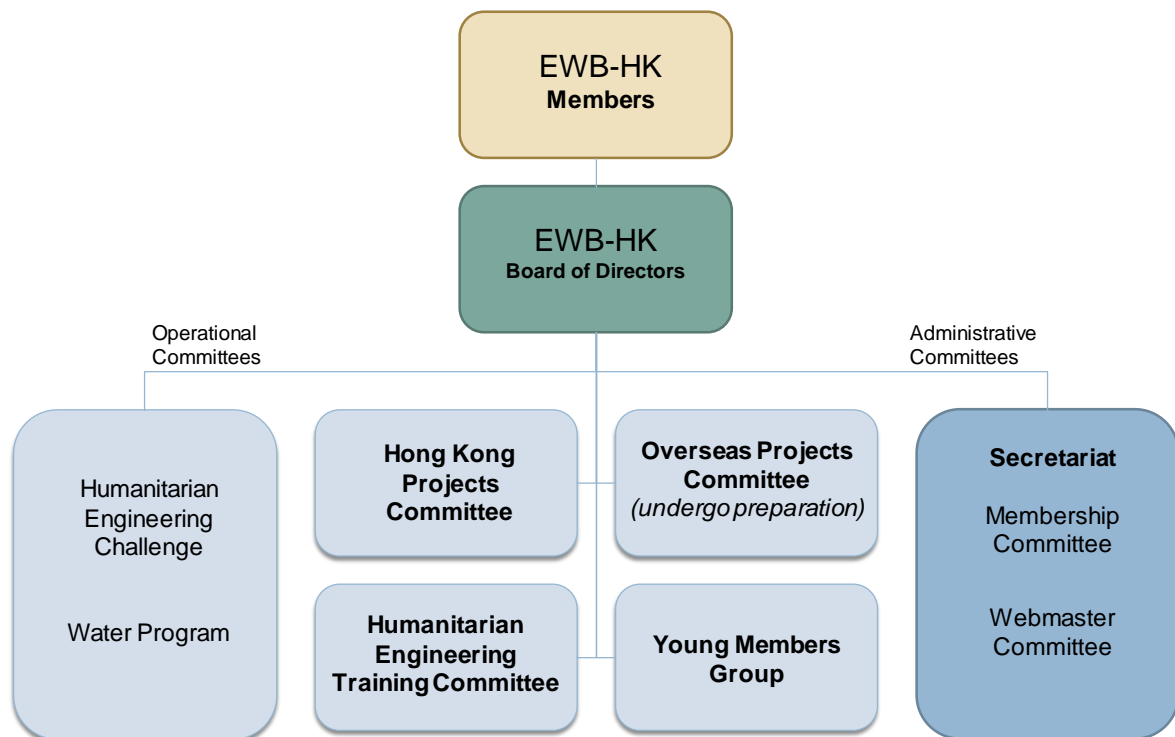 EWB-HK
Members
EWB-HK
Board of Directors
Operational
Committees
Administrative
Committees
Humanitarian
Engineering
Challenge
Water Program
Hong Kong
Projects
Committee
Overseas Projects
Committee
(undergo preparation)
Humanitarian
Engineering
Training Committee
Young Members
Group
Secretariat
Membership
Committee
Webmaster
Committee